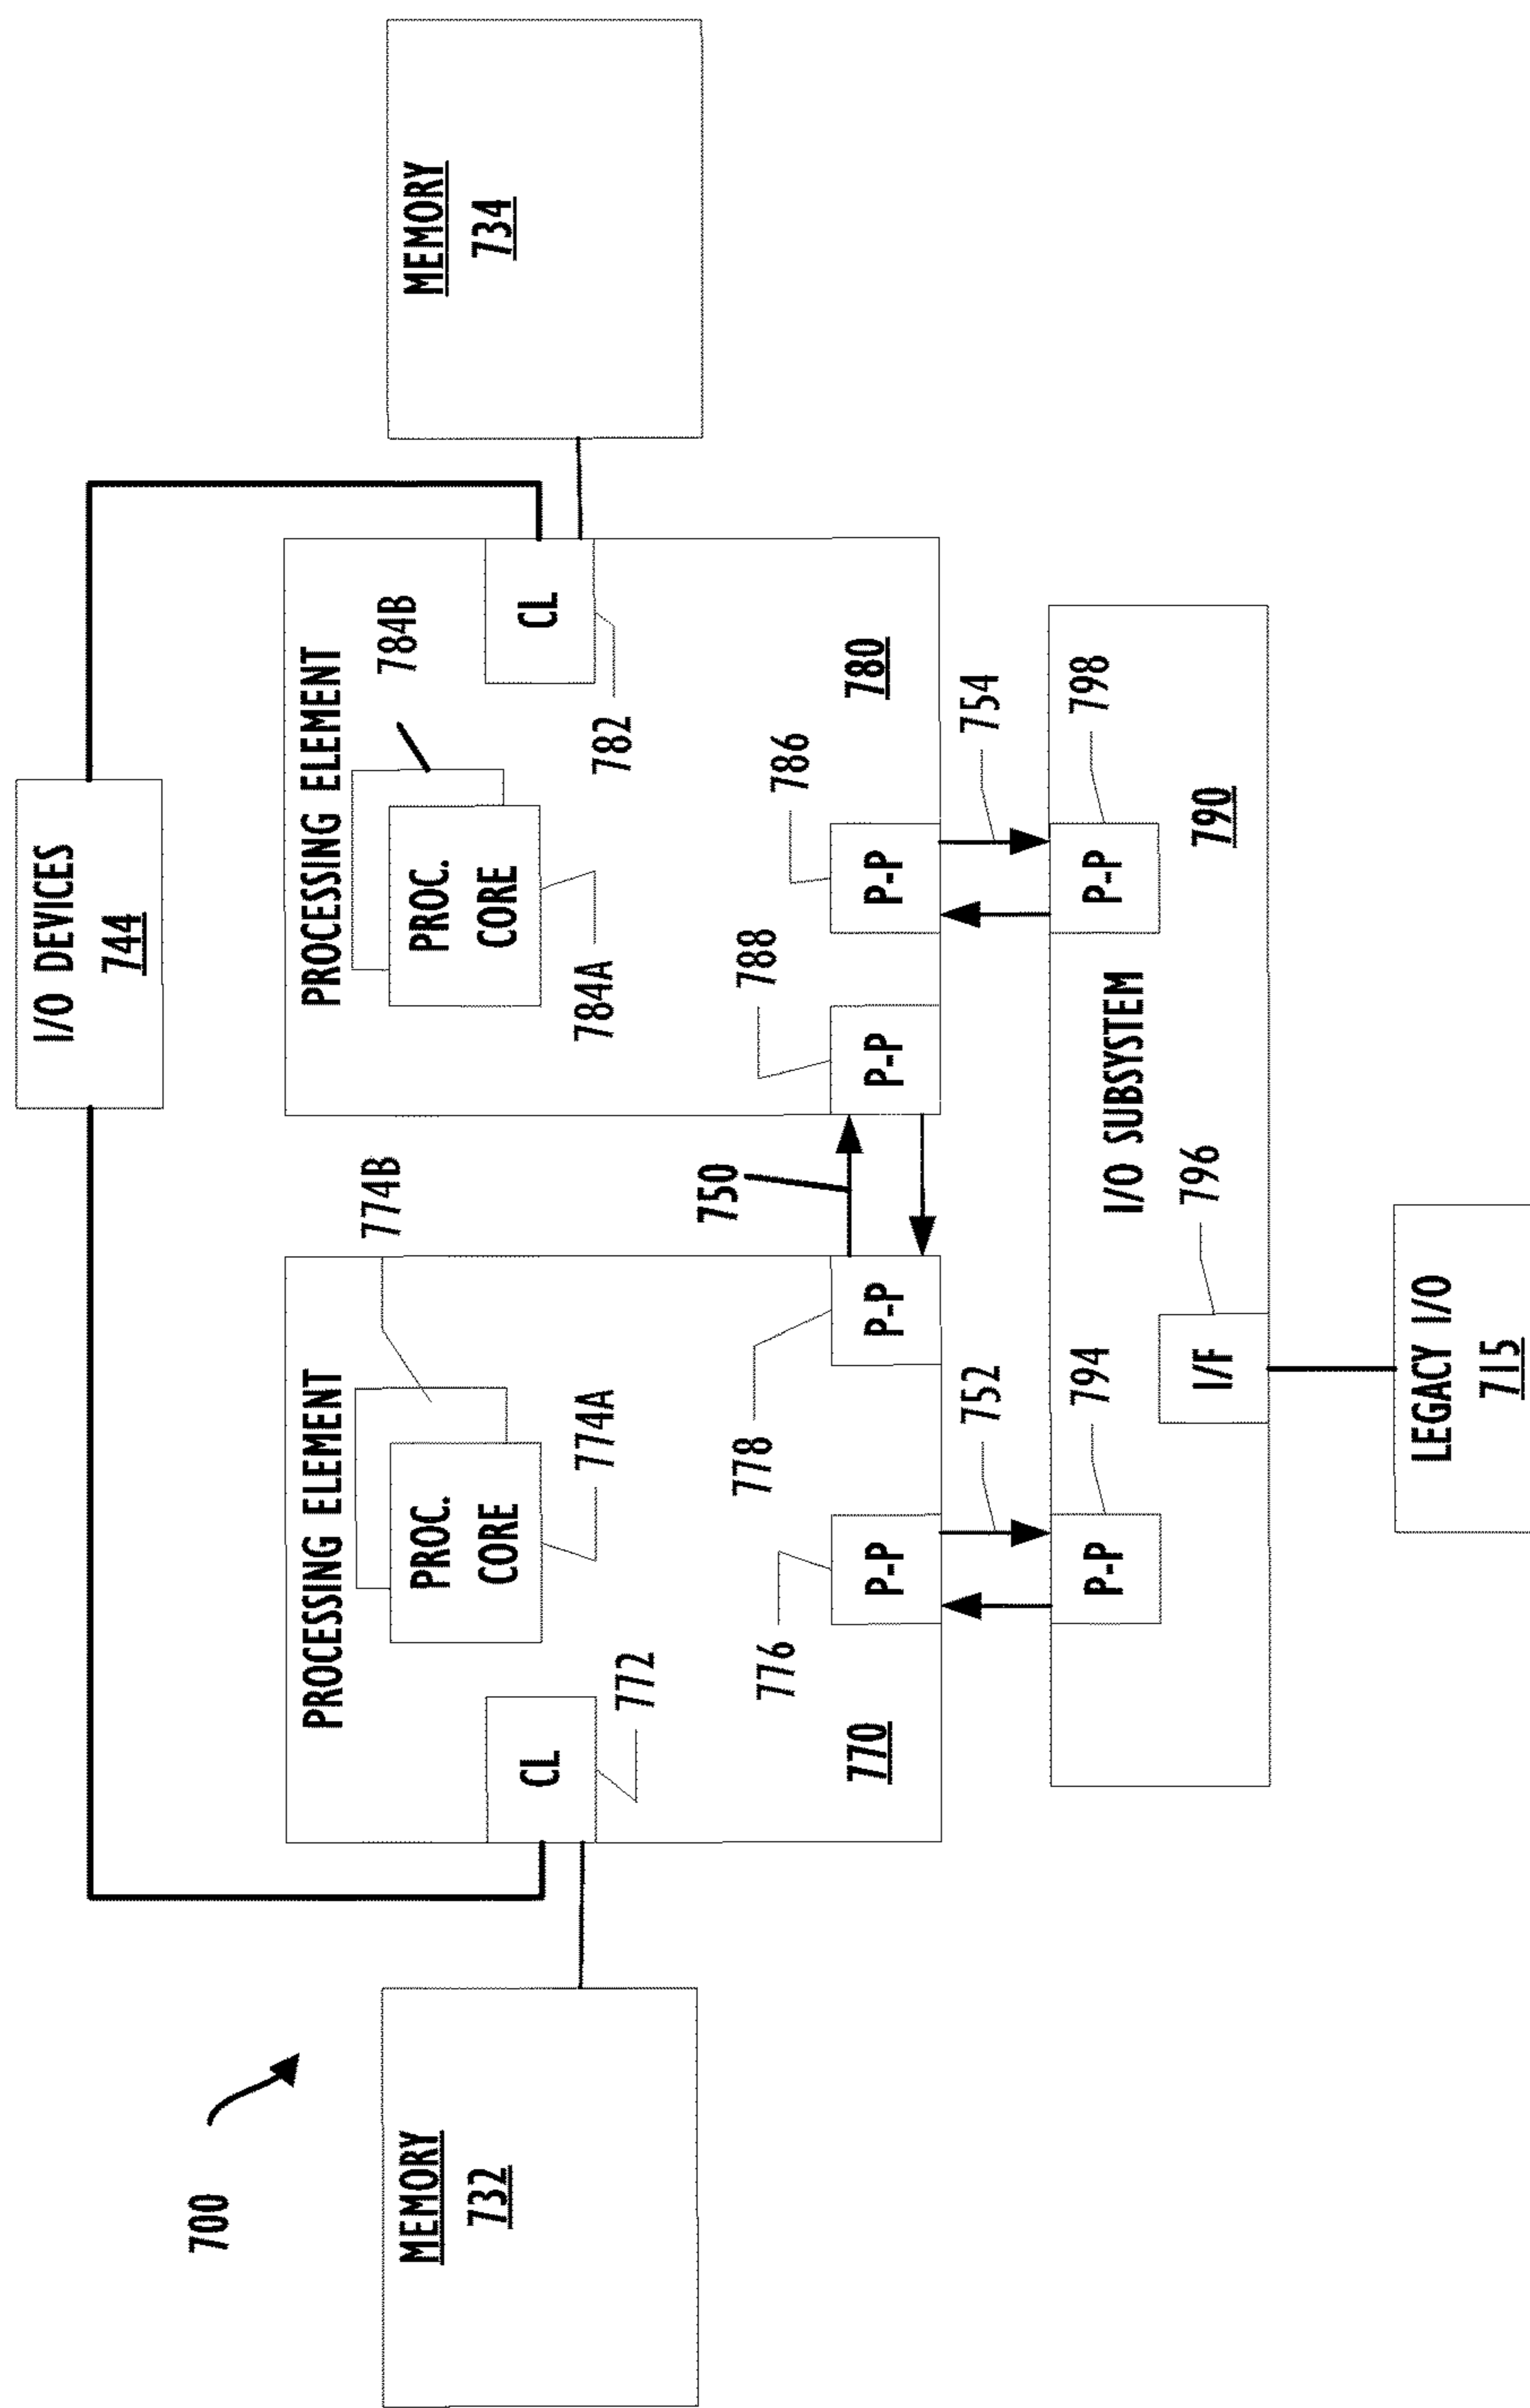 700
I/O DEVICES
744
MEMORY
732
PROCESSING ELEMENT
774B
PROC.
CORE
774A
CL
772
776
778
P-P
P-P
770
750
PROCESSING ELEMENT
784B
PROC.
CORE
784A
CL
782
788
786
P-P
P-P
780
MEMORY
734
752
754
794
P-P
I/O SUBSYSTEM
796
I/F
798
P-P
790
LEGACY I/O
715